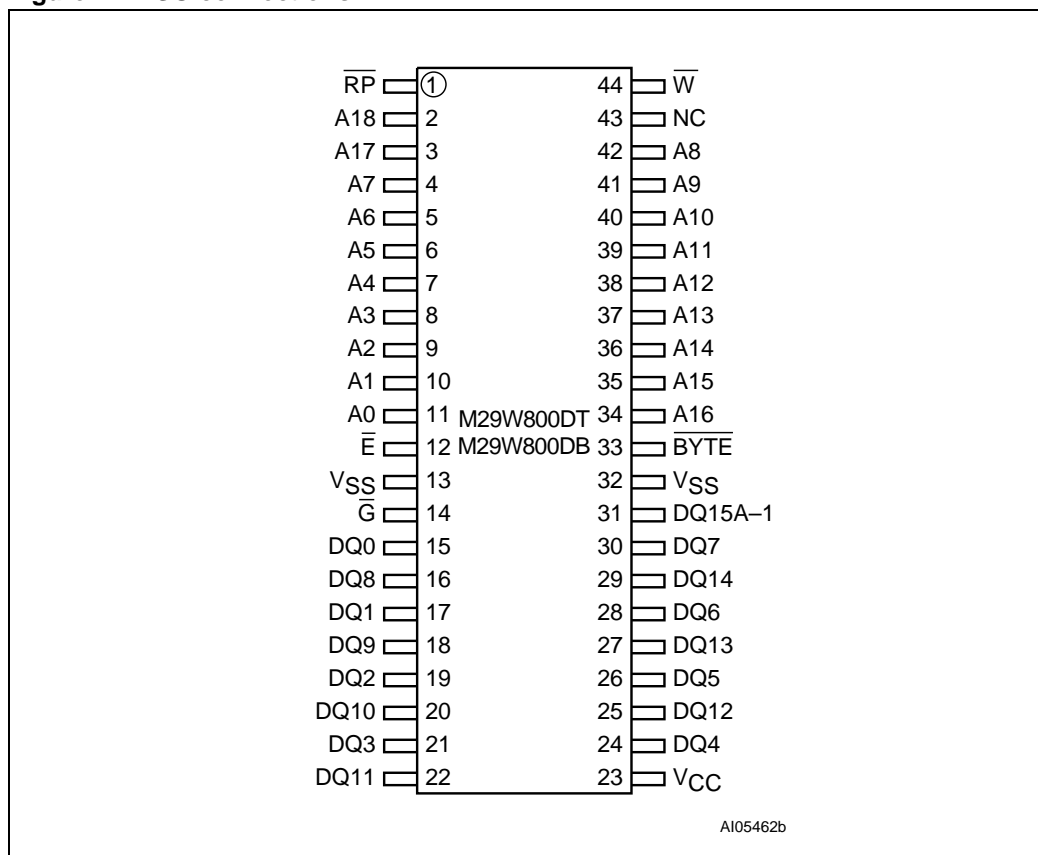 RP 1 44 W
A18 2 43 NC
A17 3 42 A8
A7 4 41 A9
A6 5 40 A10
A5 6 39 A11
A4 7 38 A12
A3 8 37 A13
A2 9 36 A14
A1 10 35 A15
A0 11 M29W800DT 34 A16
E 12 M29W800DB 33 BYTE
VSS 13 32 VSS
G 14 31 DQ15A–1
DQ0 15 30 DQ7
DQ8 16 29 DQ14
DQ1 17 28 DQ6
DQ9 18 27 DQ13
DQ2 19 26 DQ5
DQ10 20 25 DQ12
DQ3 21 24 DQ4
DQ11 22 23 VCC
AI05462b